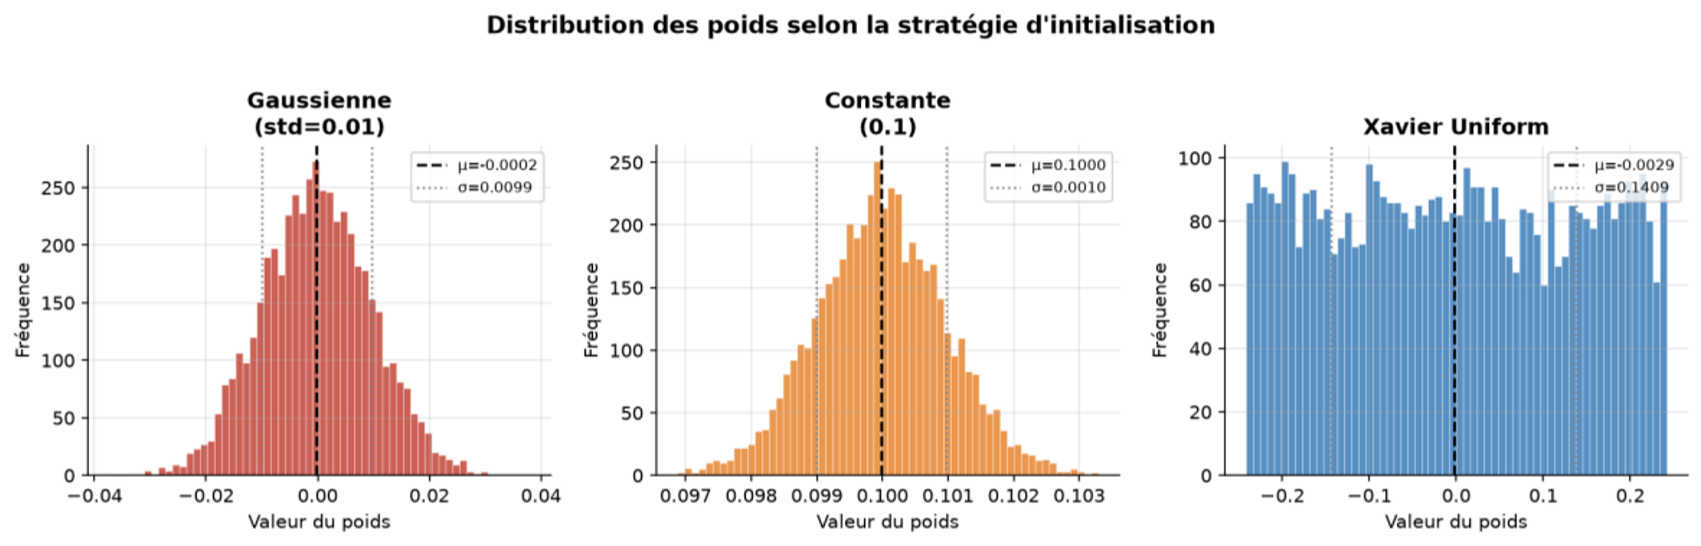 Distribution des poids selon la stratégie d'initialisation
Gaussienne
(std=0.01)
μ=-0.0002
σ=0.0099
Fréquence
250
200
150
100
50
0
−0.04
−0.02
0.00
0.02
0.04
Valeur du poids
Constante
(0.1)
μ=0.1000
σ=0.0010
Fréquence
250
200
150
100
50
0
0.097
0.098
0.099
0.100
0.101
0.102
0.103
Valeur du poids
Xavier Uniform
μ=-0.0029
σ=0.1409
Fréquence
100
80
60
40
20
0
−0.2
−0.1
0.0
0.1
0.2
Valeur du poids